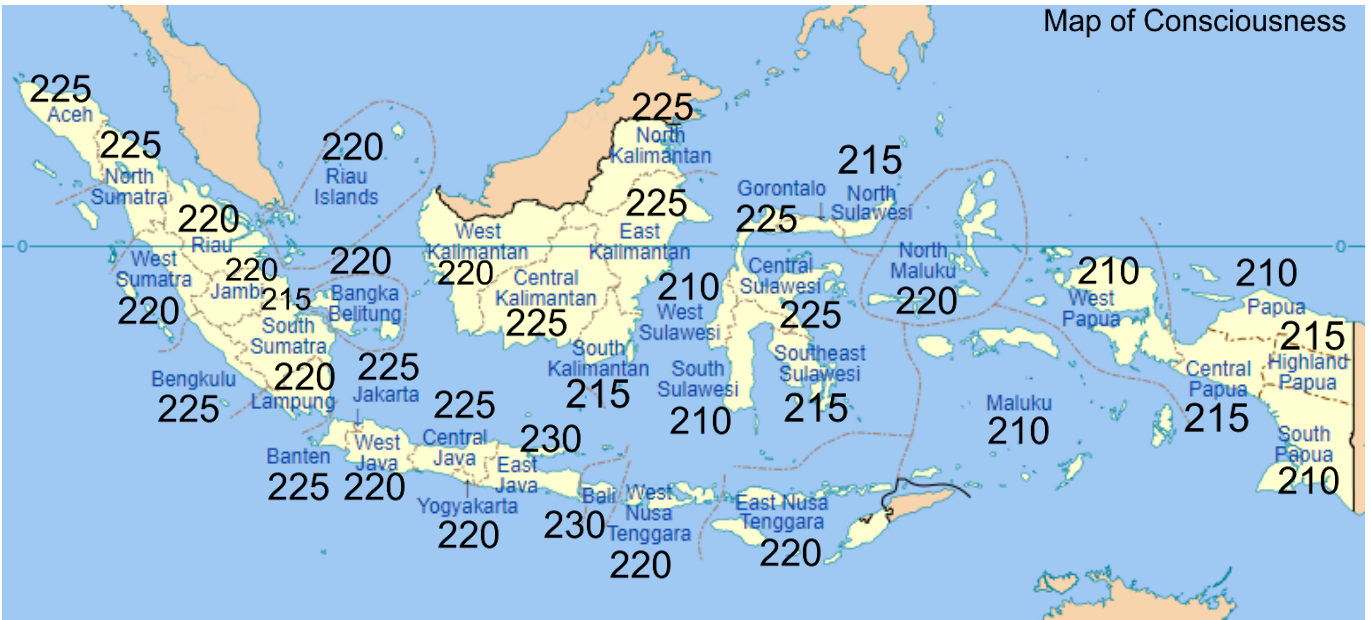 Map of Consciousness
225
Aceh
225
North
Sumatra
220
Riau
Islands
225
North
Kalimantan
215
Gorontalo
225
North
Sulawesi
220
Riau
225
East
Kalimantan
West
Kalimantan
220
0
0
West
Sumatra
220
220
Jambi
220
Bangka
Belitung
215
South
Sumatra
Central
Kalimantan
225
210
West
Sulawesi
Central
Sulawesi
225
North
Maluku
220
210
West
Papua
210
Papua
215
Highland
Papua
Bengkulu
225
220
Lampung
225
Jakarta
South
Kalimantan
215
South
Sulawesi
210
Southeast
Sulawesi
215
Maluku
210
Central
Papua
215
South
Papua
210
Banten
225
West
Java
220
225
Central
Java
230
East
Java
Yogyakarta
220
Bali
230
West
Nusa
Tenggara
220
East Nusa
Tenggara
220